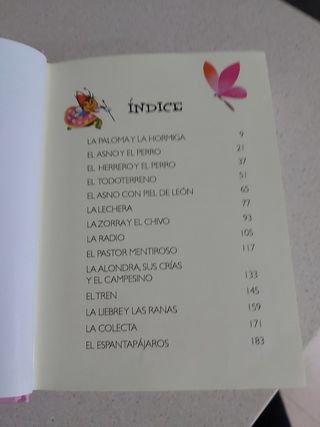 ÍNDICE
LA PALOMA Y LA HORMIGA 9
EL ASNO Y EL PERRO 21
EL HERRERO Y EL PERRO 37
EL TODOTERRENO 51
EL ASNO CON PIEL DE LEÓN 65
LA LECHERA 77
LA ZORRA Y EL CHIVO 93
LA RADIO 105
EL PASTOR MENTIROSO 117
LA ALONDRA, SUS CRÍAS
Y EL CAMPESINO 133
EL TREN 145
LA LIEBRE Y LAS RANAS 159
LA COLECTA 171
EL ESPANTAPÁJAROS 183